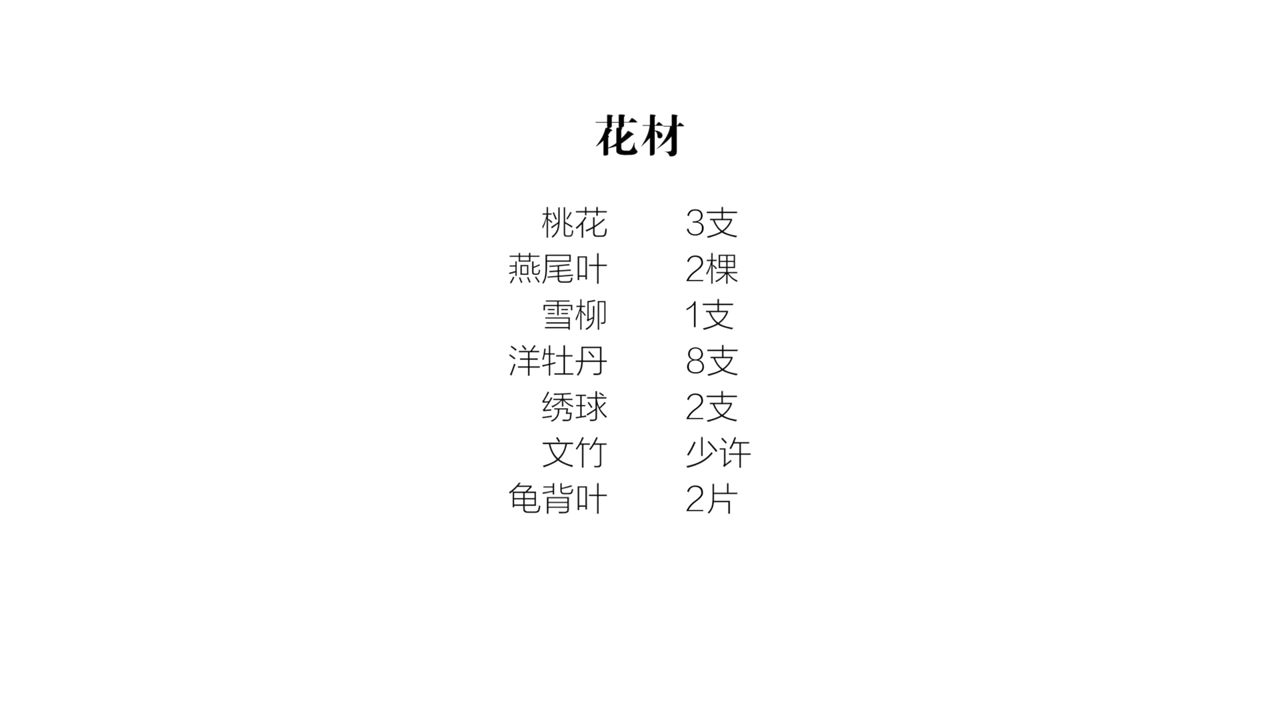 花材
桃花 3支
燕尾叶 2棵
雪柳 1支
洋牡丹 8支
绣球 2支
文竹 少许
龟背叶 2片